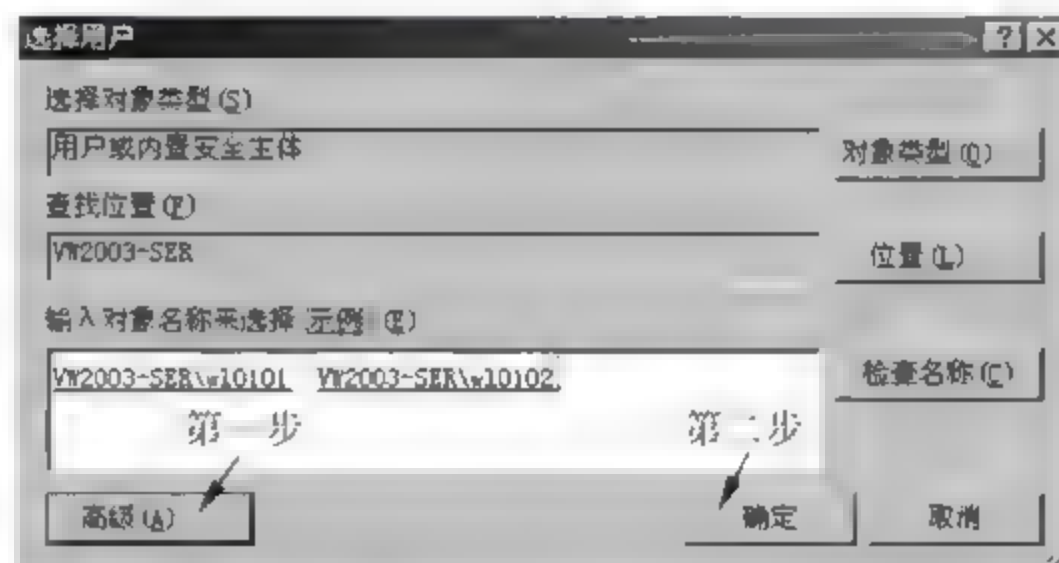 选择用户
选择对象类型(S)
用户或内置安全主体
对象类型(O)
查找位置(F)
VW2003-SER
位置(L)
输入对象名称来选择 示例 (E)
VW2003-SER\wl0101 VW2003-SER\wl0102
检查名称(C)
第一步
第二步
高级(A)
确定
取消